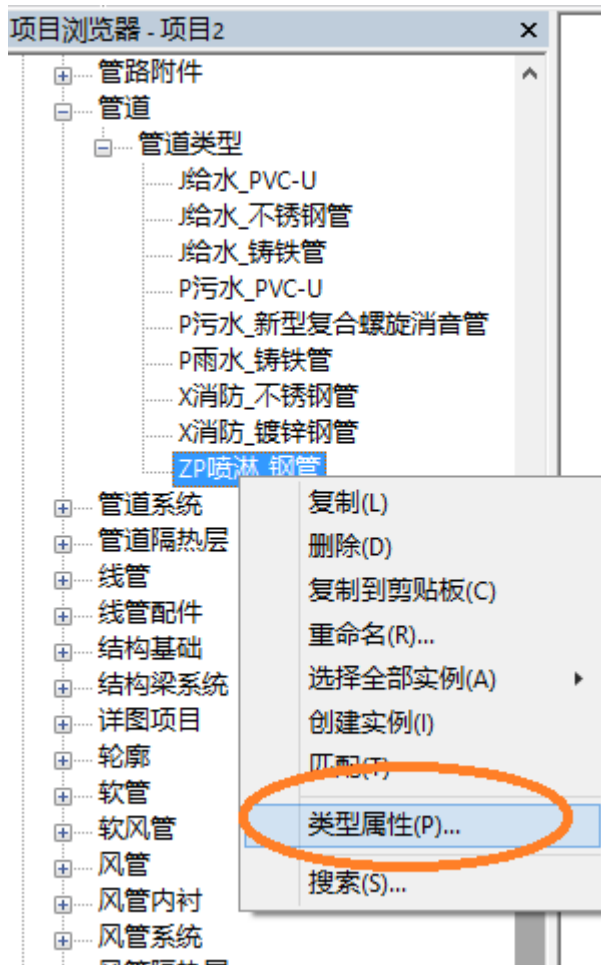 项目浏览器 - 项目2
管路附件
管道
管道类型
J给水_PVC-U
J给水_不锈钢管
J给水_铸铁管
P污水_PVC-U
P污水_新型复合螺旋消音管
P雨水_铸铁管
X消防_不锈钢管
X消防_镀锌钢管
ZP喷淋_钢管
管道系统
管道隔热层
线管
线管配件
结构基础
结构梁系统
详图项目
轮廓
软管
软风管
风管
风管内衬
风管系统
风管隔热层
复制(L)
删除(D)
复制到剪贴板(C)
重命名(R)...
选择全部实例(A)
创建实例(I)
匹配(T)
类型属性(P)...
搜索(S)...